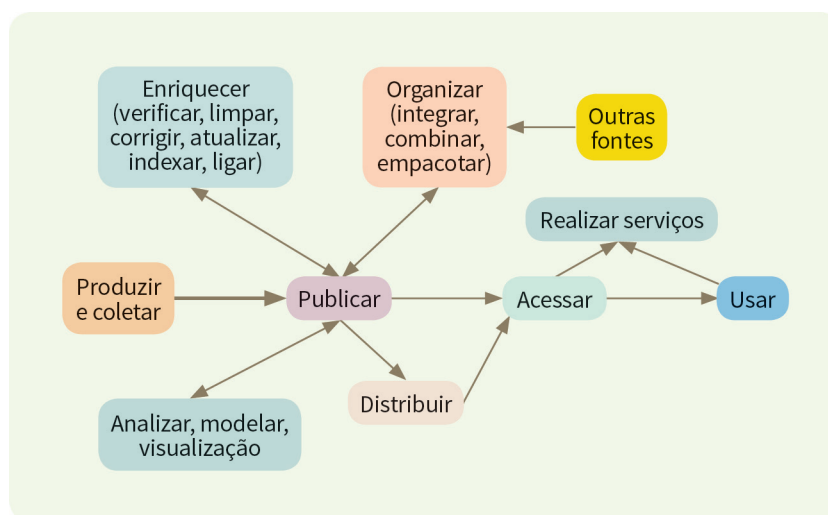 Enriquecer
(verificar, limpar,
corrigir, atualizar,
indexar, ligar)
Organizar
(integrar,
combinar,
empacotar)
Outras
fontes
Realizar serviços
Produzir
e coletar
Publicar
Acessar
Usar
Distribuir
Analizar, modelar,
visualização